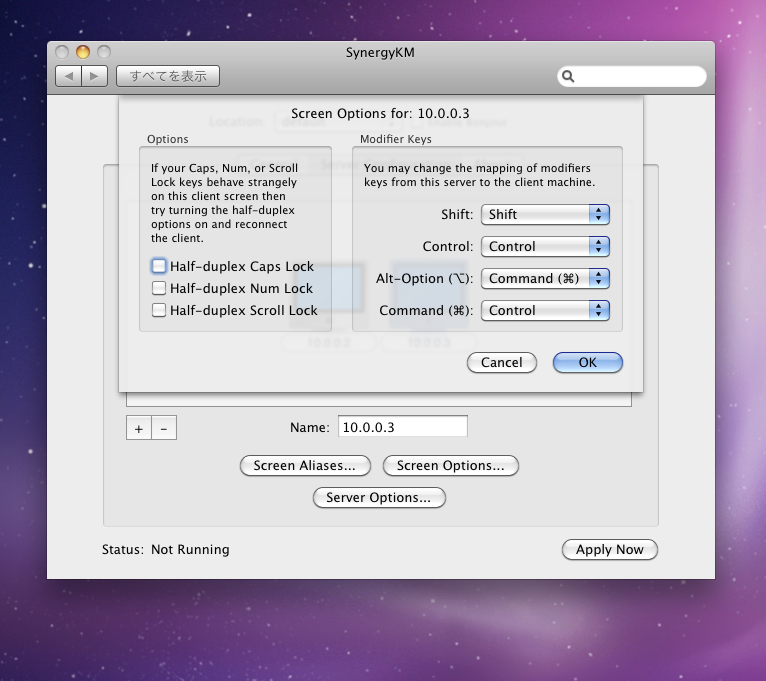 SynergyKM
すべてを表示
Screen Options for: 10.0.0.3
Options
If your Caps, Num, or Scroll
Lock keys behave strangely
on this client screen then
try turning the half-duplex
options on and reconnect
the client.
Half-duplex Caps Lock
Half-duplex Num Lock
Half-duplex Scroll Lock
Modifier Keys
You may change the mapping of modifiers
keys from this server to the client machine.
Shift: Shift
Control: Control
Alt-Option (⌥): Command (⌘)
Command (⌘): Control
10.0.0.2 10.0.0.3
Cancel OK
+ -
Name: 10.0.0.3
Screen Aliases... Screen Options...
Server Options...
Status: Not Running
Apply Now